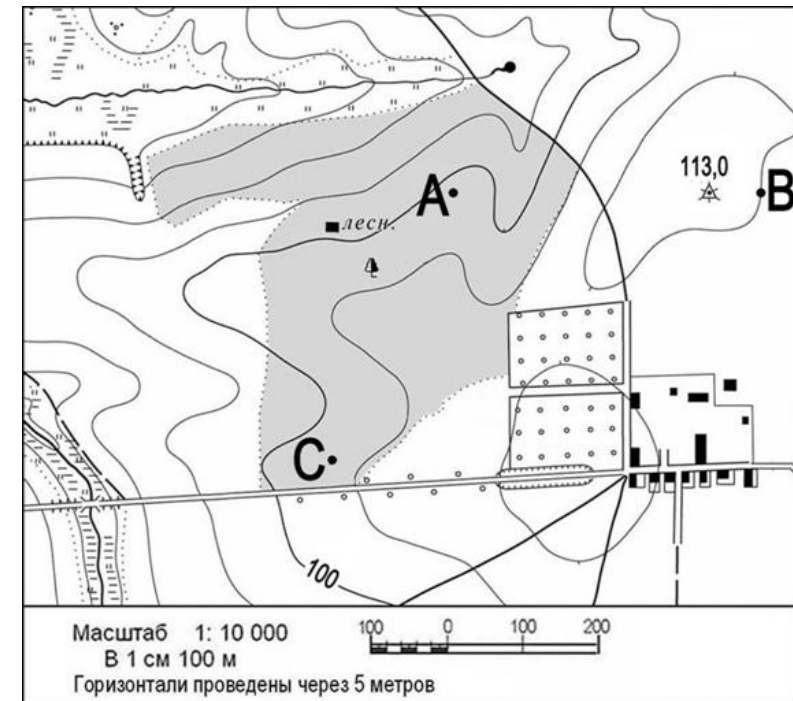 113,0
А В
лесн.
С
100
Масштаб 1: 10 000
В 1 см 100 м
100 0 100 200
Горизонтали проведены через 5 метров